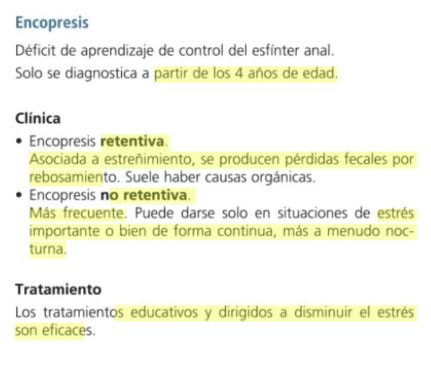 Encopresis
Déficit de aprendizaje de control del esfínter anal.
Solo se diagnostica a partir de los 4 años de edad.
Clínica
• Encopresis retentiva.
Asociada a estreñimiento, se producen pérdidas fecales por
rebosamiento. Suele haber causas orgánicas.
• Encopresis no retentiva.
Más frecuente. Puede darse solo en situaciones de estrés
importante o bien de forma continua, más a menudo noc-
turna.
Tratamiento
Los tratamientos educativos y dirigidos a disminuir el estrés
son eficaces.